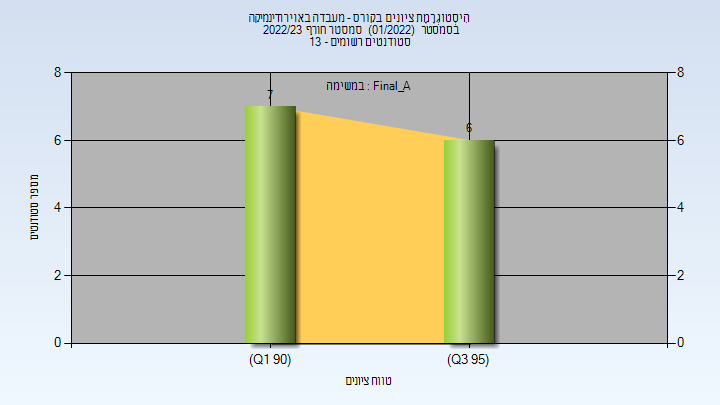 היסטוגרמת ציונים בקורס - מעבדה באוירודינמיקה
בסמסטר (01/2022) סמסטר חורף 2022/23
סטודנטים רשומים - 13
במשימה : Final_A
8
6
4
2
0
8
6
4
2
0
7
6
מספר סטודנטים
(Q1 90)
(Q3 95)
טווח ציונים